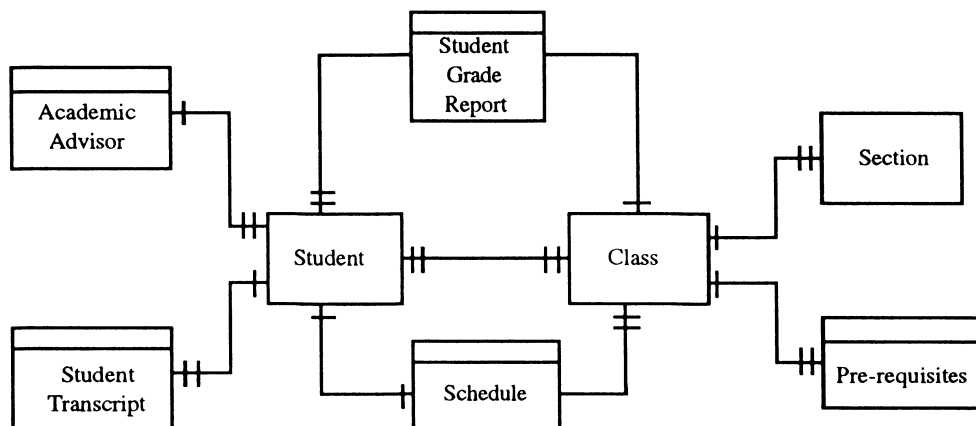 Student
Grade
Report
Academic
Advisor
Section
Student
Class
Student
Transcript
Schedule
Pre-requisites